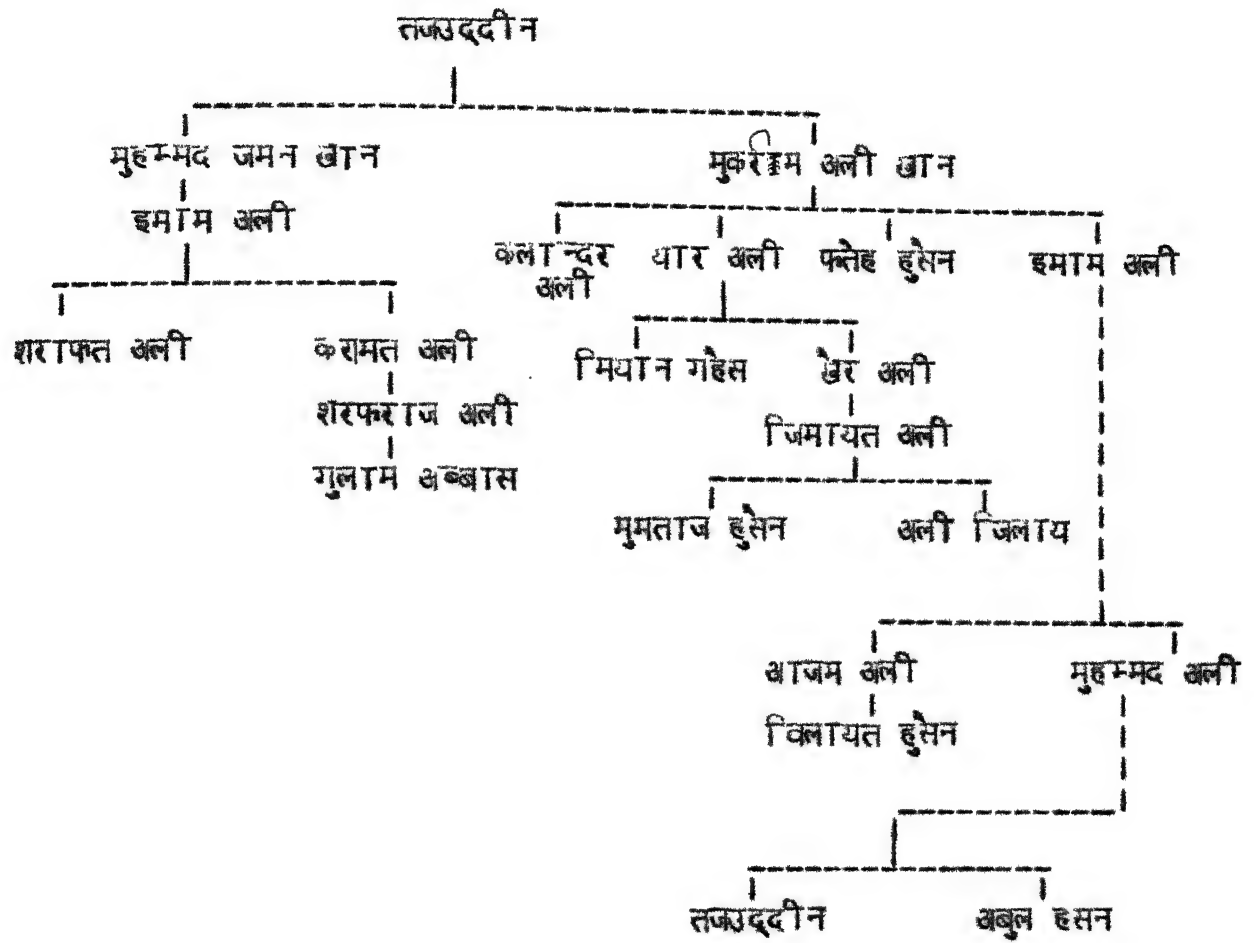 तजउद्दीन
मुहम्मद जमन खान
मुकर्रिम अली खान
इमाम अली
कलान्दर अली
यार अली
फतेह हुसेन
इमाम अली
शराफत अली
करामत अली
मियान गहेस
खैर अली
शरफराज अली
जिमायत अली
गुलाम अब्बास
मुमताज हुसेन
अली जिलाय
आजम अली
मुहम्मद अली
विलायत हुसेन
तजउद्दीन
अबुल हसन